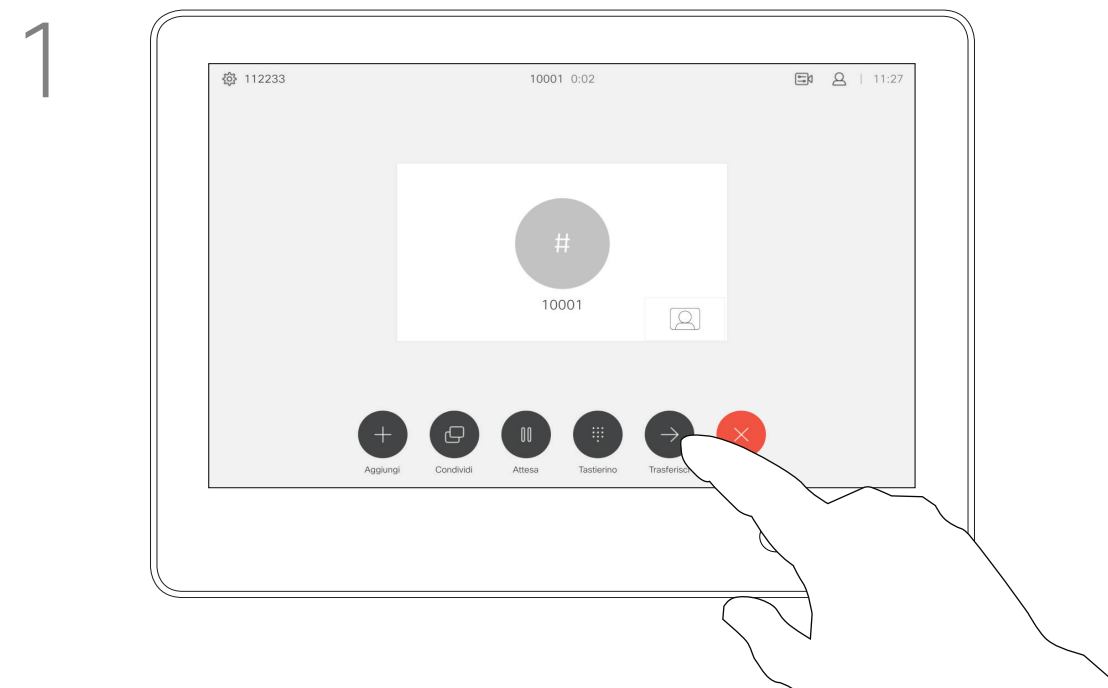 1
112233
10001 0:02
11:27
#
10001
Aggiungi
Condividi
Attesa
Tastierino
Trasferisci